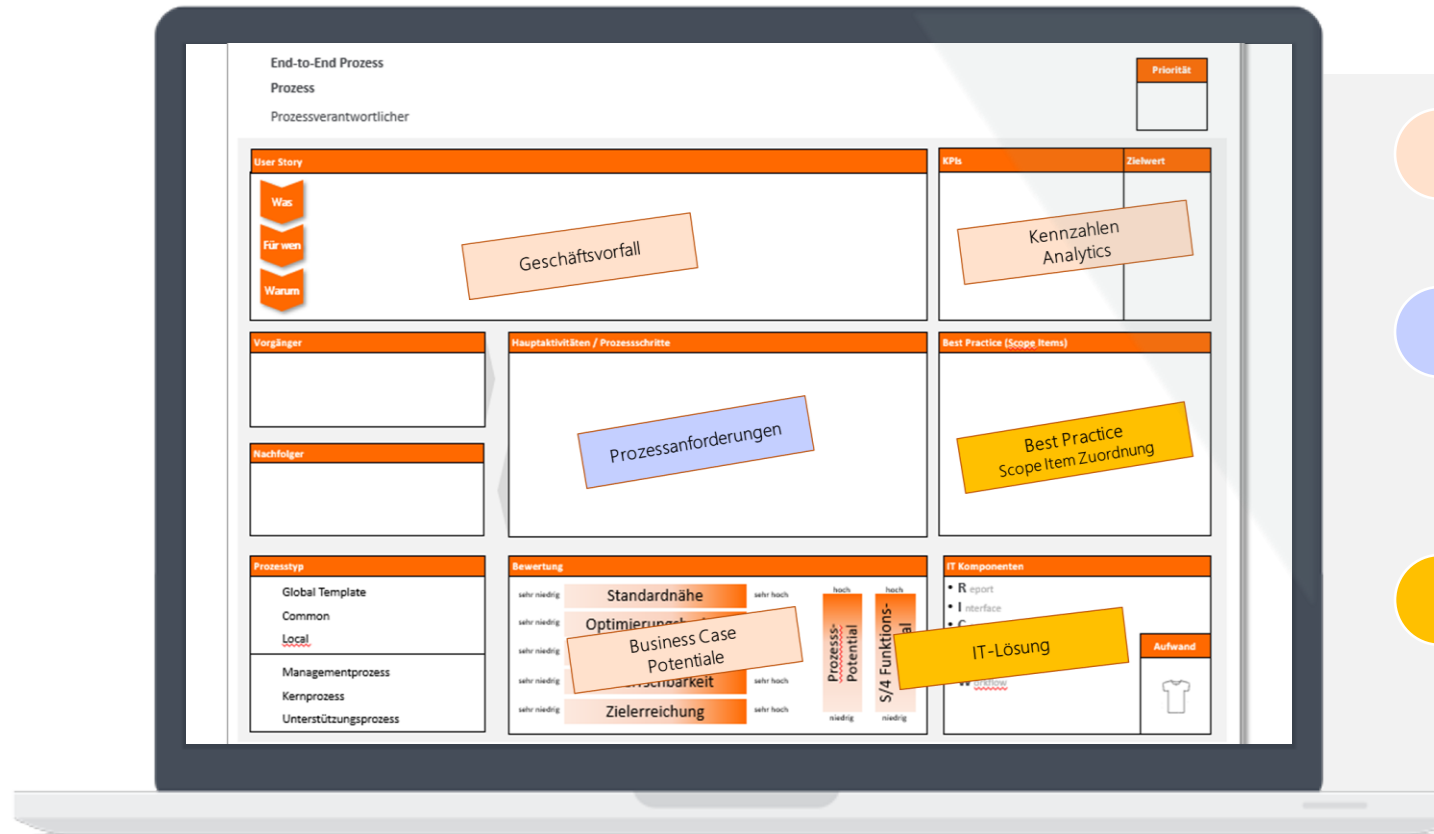 End-to-End Prozess
Prozess
Prozessverantwortlicher
Priorität
User Story
Was
Für wen
Warum
Geschäftsvorfall
KPIs
Zielwert
Kennzahlen
Analytics
Vorgänger
Nachfolger
Hauptaktivitäten / Prozessschritte
Prozessanforderungen
Best Practice (Scope Items)
Best Practice
Scope Item Zuordnung
Prozesstyp
Global Template
Common
Local
Managementprozess
Kernprozess
Unterstützungsprozess
Bewertung
sehr niedrig Standardnähe sehr hoch
sehr niedrig
sehr niedrig
sehr niedrig sehr hoch
sehr niedrig Zielerreichung sehr hoch
Business Case
Potentiale
hoch
Prozesss-
Potential
niedrig
hoch
S/4 Funktions-
niedrig
IT Komponenten
• R eport
• I nterface
IT-Lösung
Aufwand